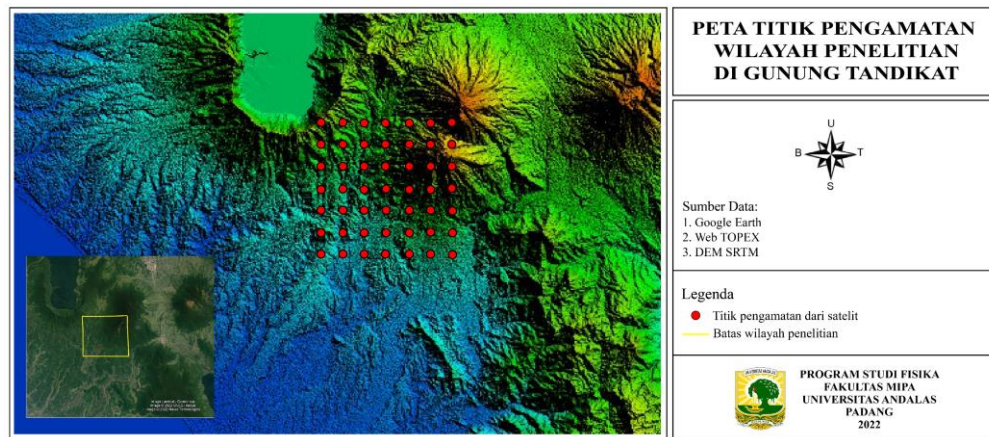 PETA TITIK PENGAMATAN
WILAYAH PENELITIAN
DI GUNUNG TANDIKAT
U
B
T
S
Sumber Data:
1. Google Earth
2. Web TOPEX
3. DEM SRTM
Legenda
Titik pengamatan dari satelit
Batas wilayah penelitian
PROGRAM STUDI FISIKA
FAKULTAS MIPA
UNIVERSITAS ANDALAS
PADANG
2022